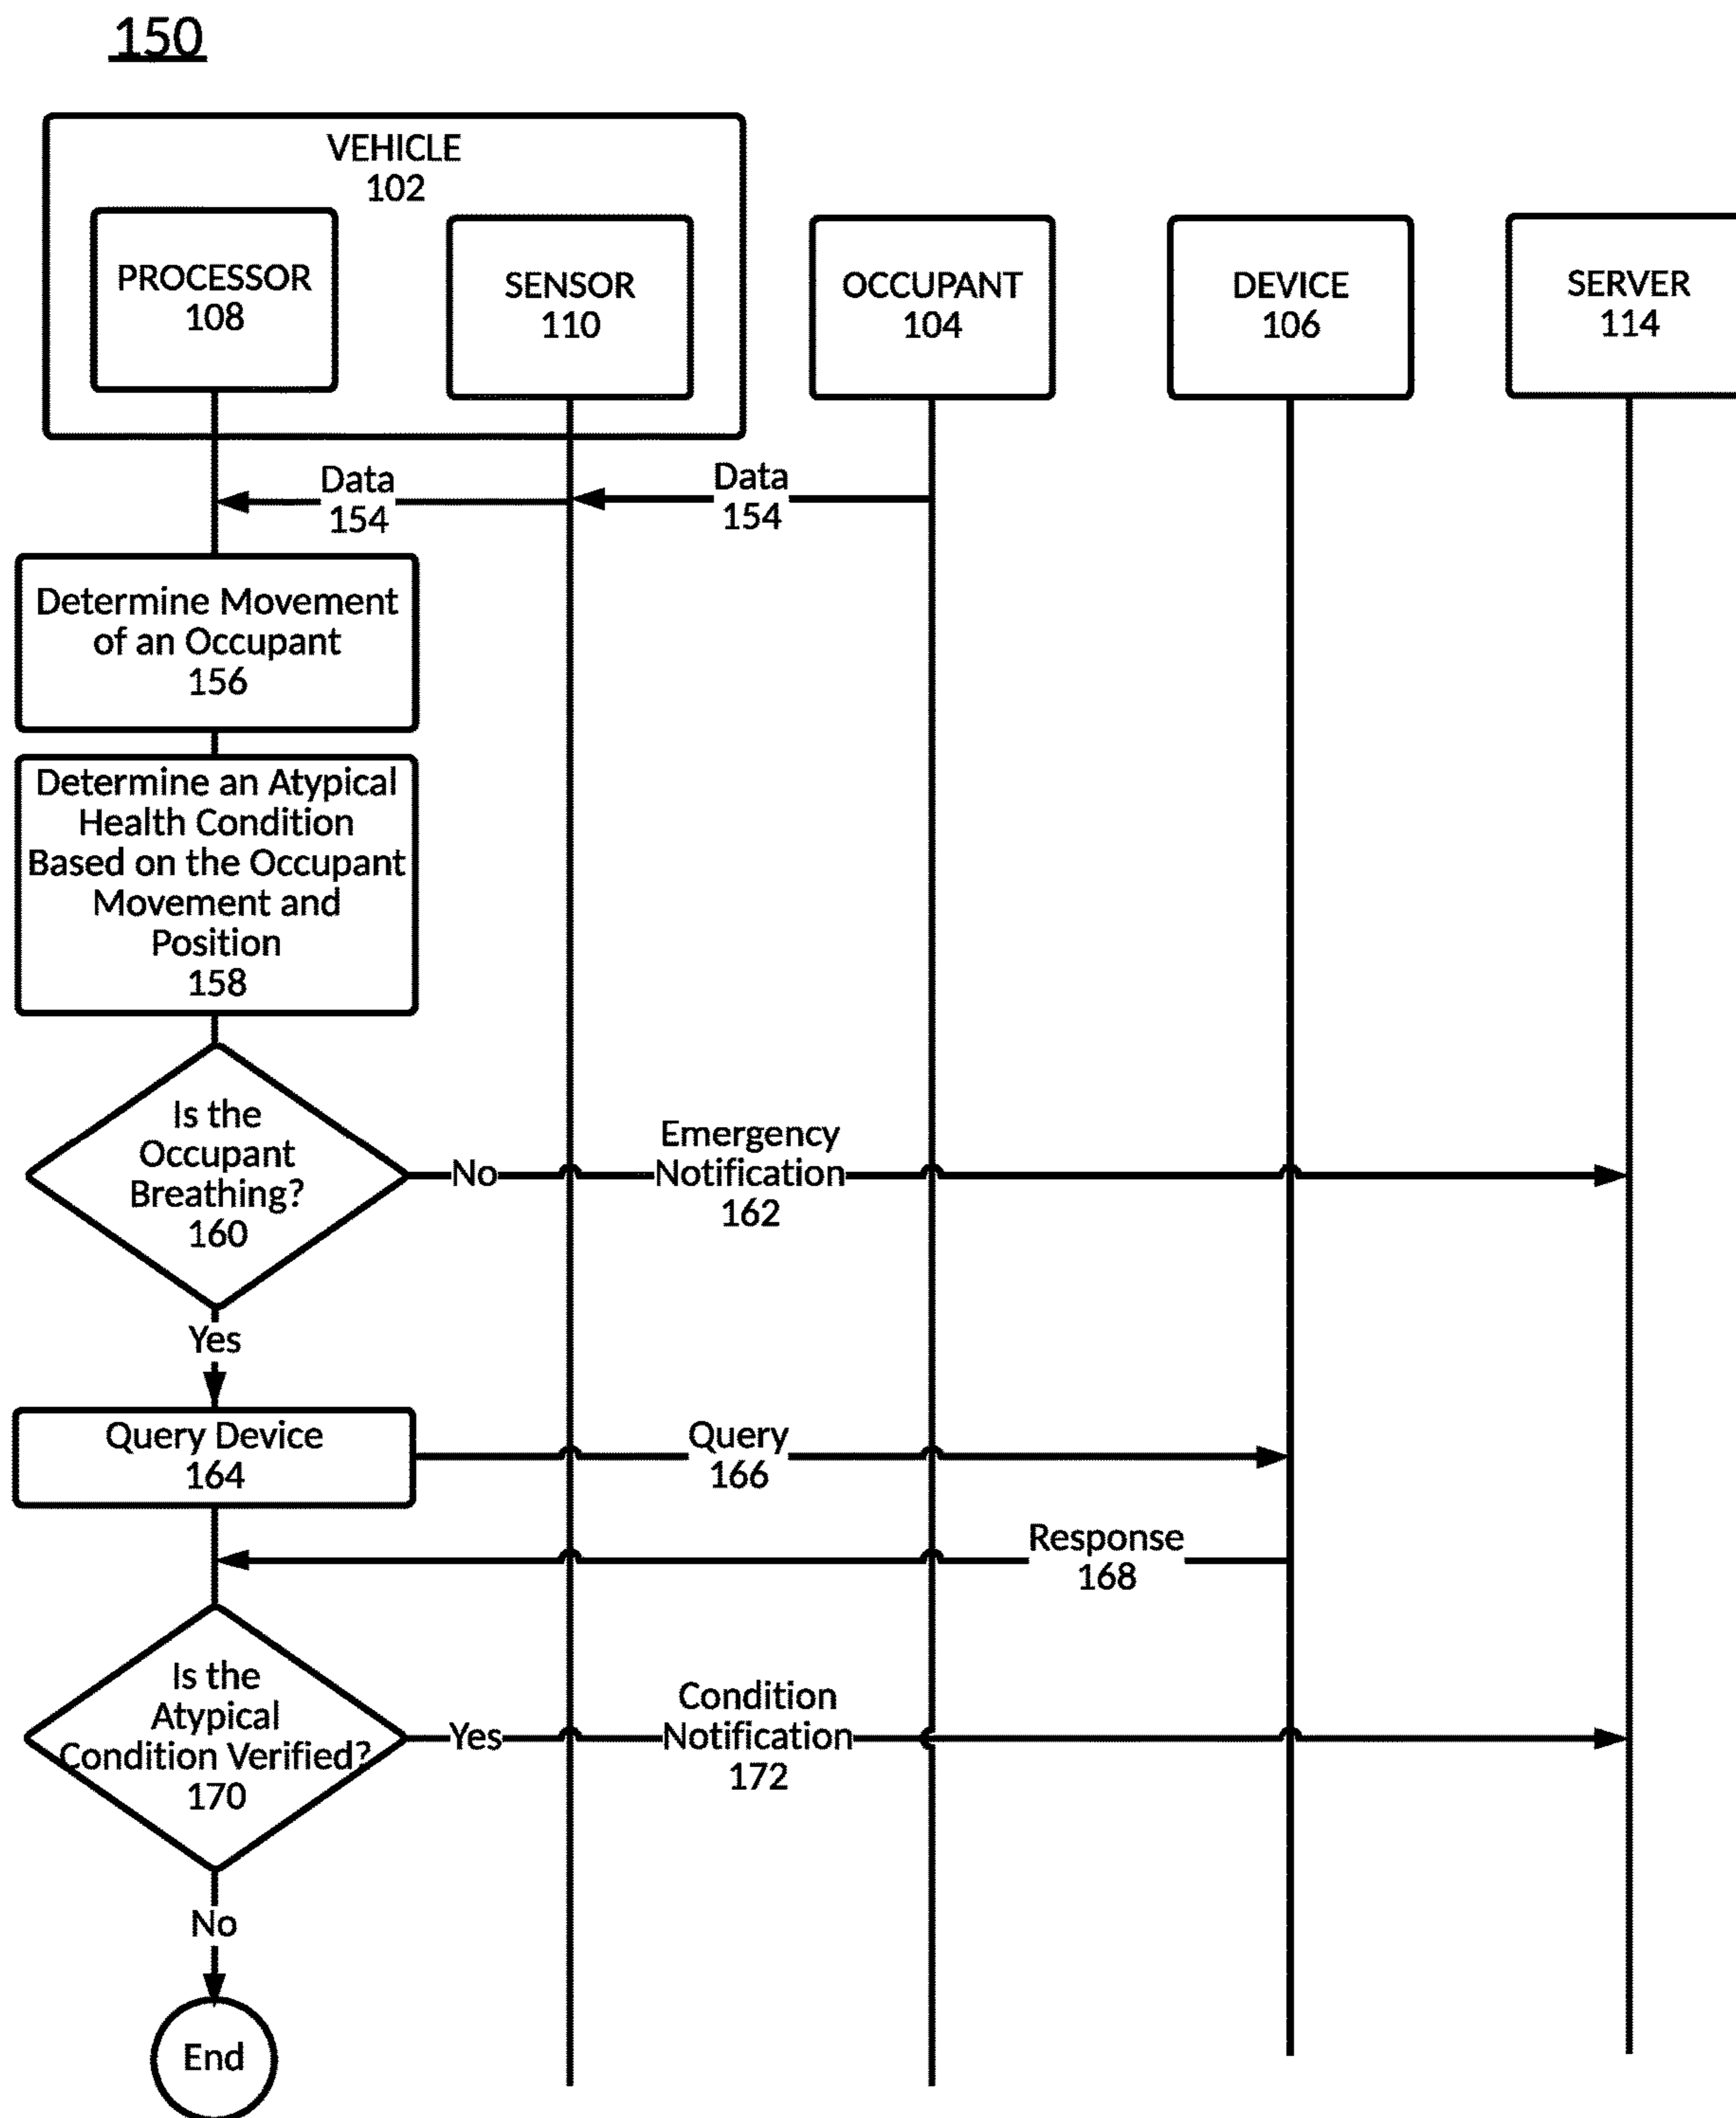 150
VEHICLE
102
PROCESSOR
108
SENSOR
110
OCCUPANT
104
DEVICE
106
SERVER
114
Data
154
Data
154
Determine Movement
of an Occupant
156
Determine an Atypical
Health Condition
Based on the Occupant
Movement and
Position
158
Is the
Occupant
Breathing?
160
No
Emergency
Notification
162
Yes
Query Device
164
Query
166
Response
168
Is the
Atypical
Condition Verified?
170
Yes
Condition
Notification
172
No
End